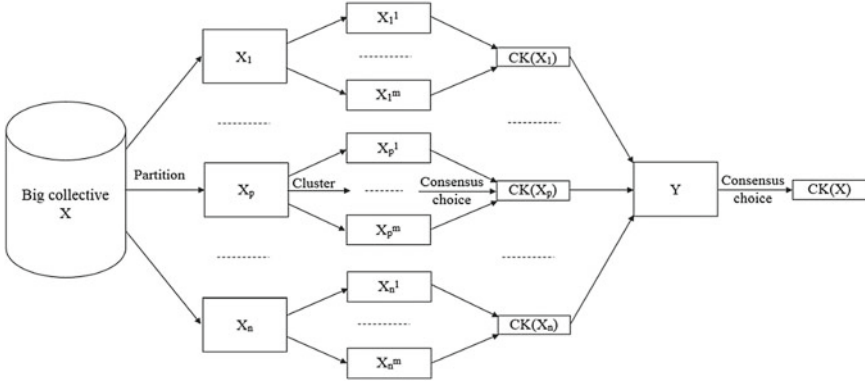 X₁¹
X₁
CK(X₁)
X₁ᵐ
Xₚ¹
Partition
Big collective
X
Xₚ
Cluster
Consensus
choice
CK(Xₚ)
Y
Consensus
choice
CK(X)
Xₚᵐ
Xₙ¹
Xₙ
CK(Xₙ)
Xₙᵐ